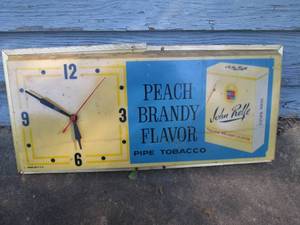 12
9
3
6
PEACH
BRANDY
FLAVOR
PIPE TOBACCO
John Rolfe